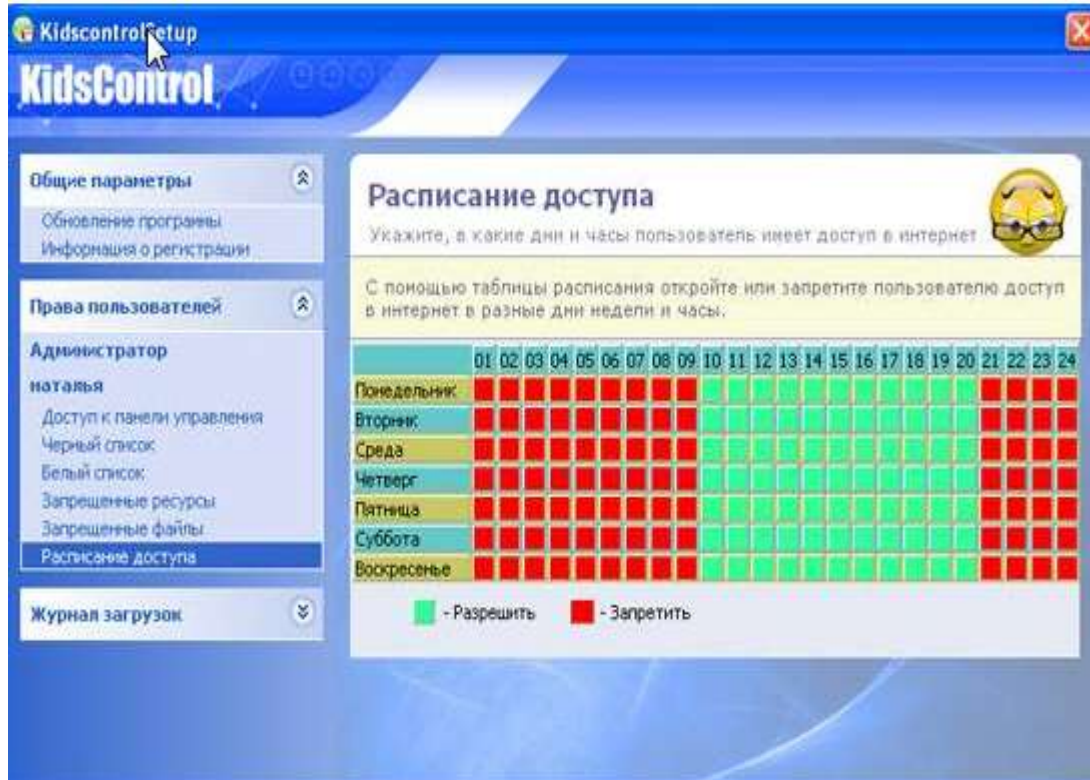 KidscontrolSetup
KidsControl
Общие параметры
Обновление программы
Информация о регистрации
Права пользователей
Администратор
наталья
Доступ к панели управления
Черный список
Белый список
Запрещенные ресурсы
Запрещенные файлы
Расписание доступа
Журнал загрузок
Расписание доступа
Укажите, в какие дни и часы пользователь имеет доступ в интернет
С помощью таблицы расписания откройте или запретите пользователю доступ
в интернет в разные дни недели и часы.
01 02 03 04 05 06 07 08 09 10 11 12 13 14 15 16 17 18 19 20 21 22 23 24
Понедельник
Вторник
Среда
Четверг
Пятница
Суббота
Воскресенье
- Разрешить - Запретить